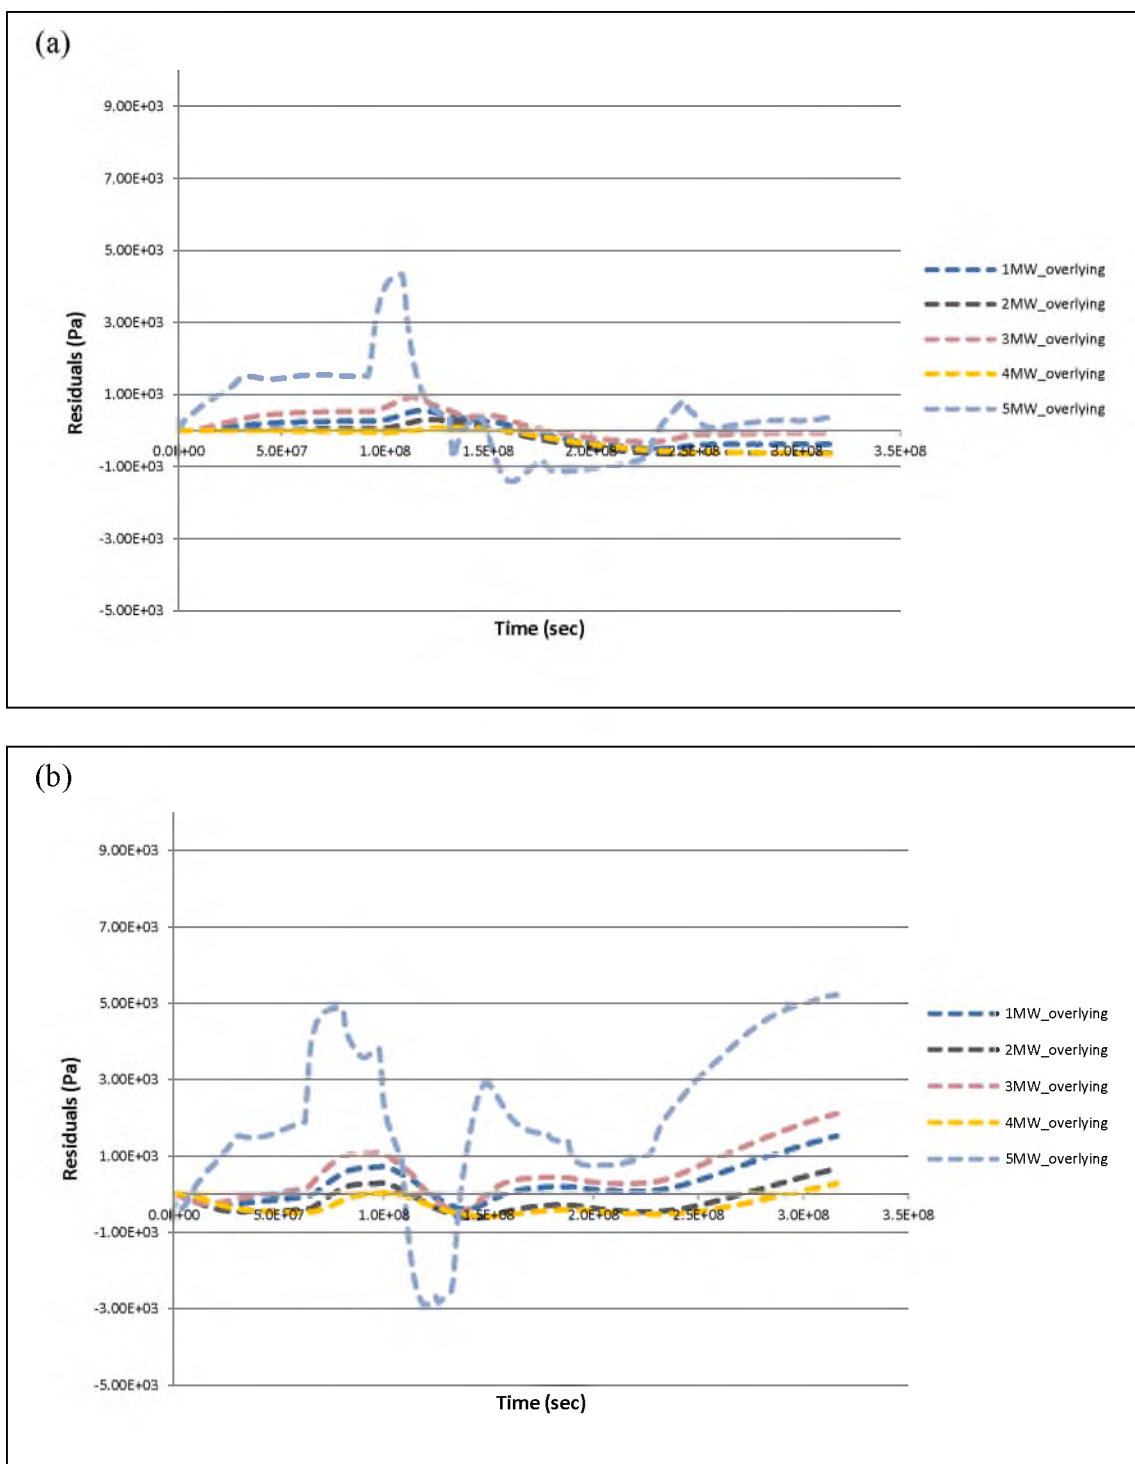 (a)
9.00E+03
7.00E+03
5.00E+03
3.00E+03
1.00E+03
-1.00E+03
-3.00E+03
-5.00E+03
Residuals (Pa)
0.00E+00 5.0E+07 1.0E+08 1.5E+08 2.0E+08 2.5E+08 3.0E+08 3.5E+08
Time (sec)
1MW_overlying
2MW_overlying
3MW_overlying
4MW_overlying
5MW_overlying
(b)
9.00E+03
7.00E+03
5.00E+03
3.00E+03
1.00E+03
-1.00E+03
-3.00E+03
-5.00E+03
Residuals (Pa)
5.0E+07 1.0E+08 1.5E+08 2.0E+08 2.5E+08 3.0E+08 3.5E+08
Time (sec)
1MW_overlying
2MW_overlying
3MW_overlying
4MW_overlying
5MW_overlying